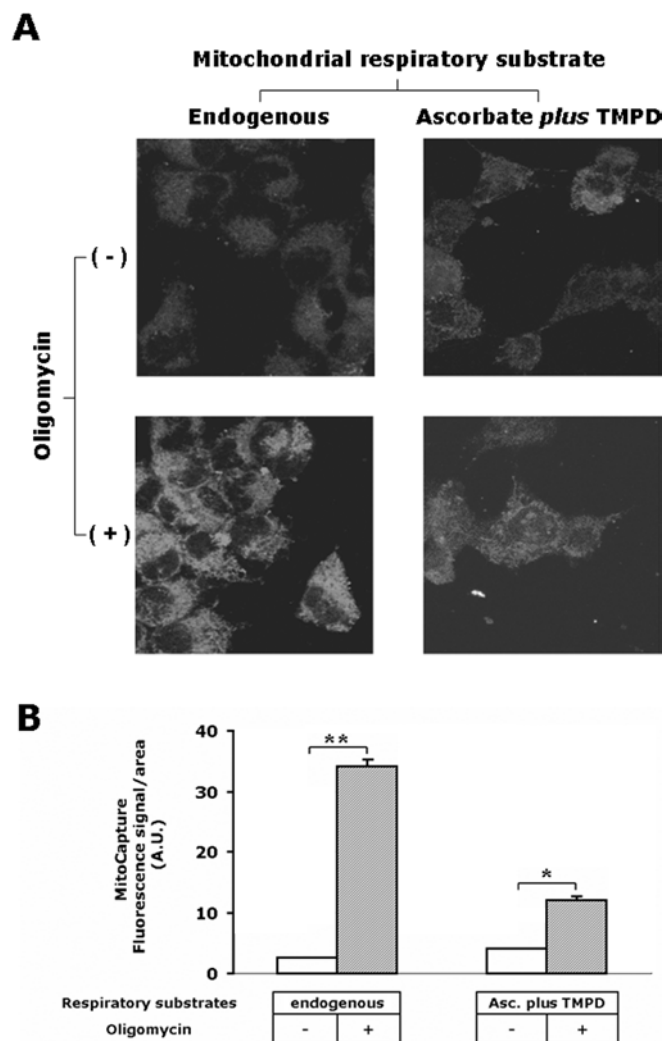 A
Mitochondrial respiratory substrate
Endogenous
Ascorbate plus TMPD
Oligomycin
( - )
( + )
B
MitoCapture
Fluorescence signal/area
(A.U.)
40
30
20
10
0
**
*
Respiratory substrates
endogenous
Asc. plus TMPD
Oligomycin
-
+
-
+